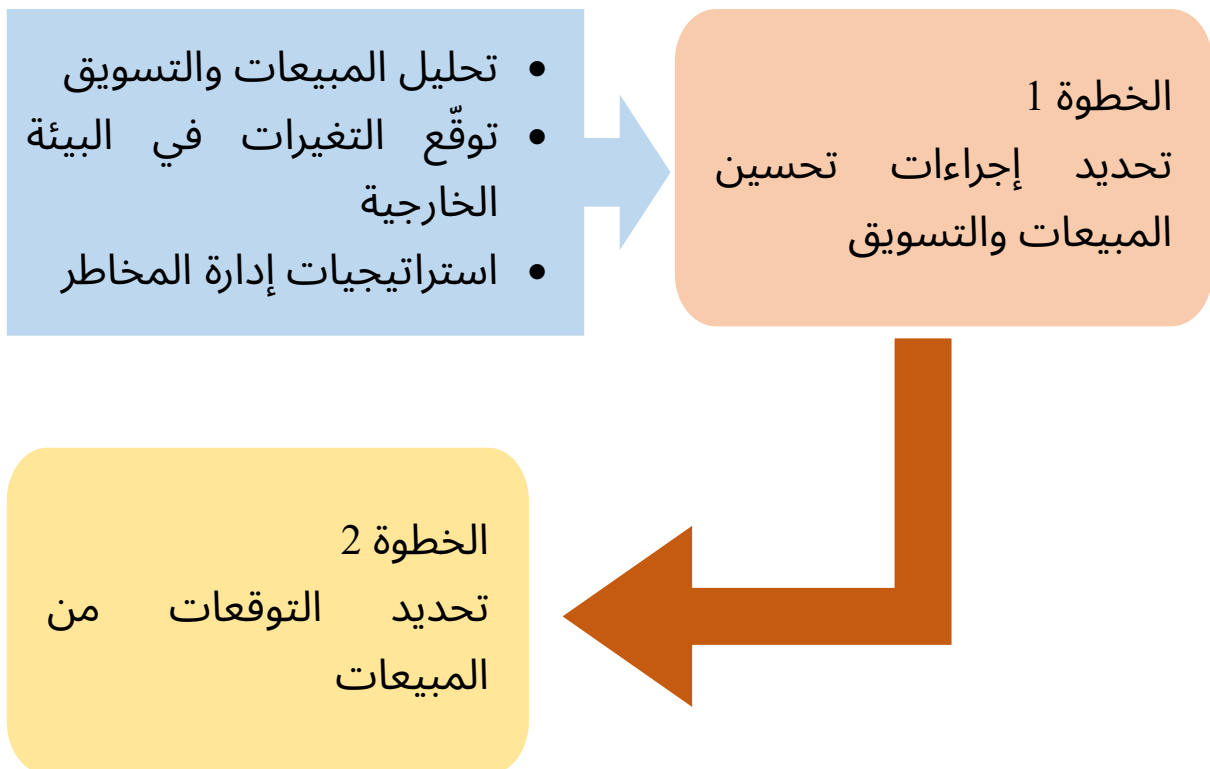 • تحليل المبيعات والتسويق
• توقّع التغيرات في البيئة
الخارجية
• استراتيجيات إدارة المخاطر
الخطوة 1
تحديد إجراءات تحسين
المبيعات والتسويق
الخطوة 2
تحديد التوقعات من
المبيعات